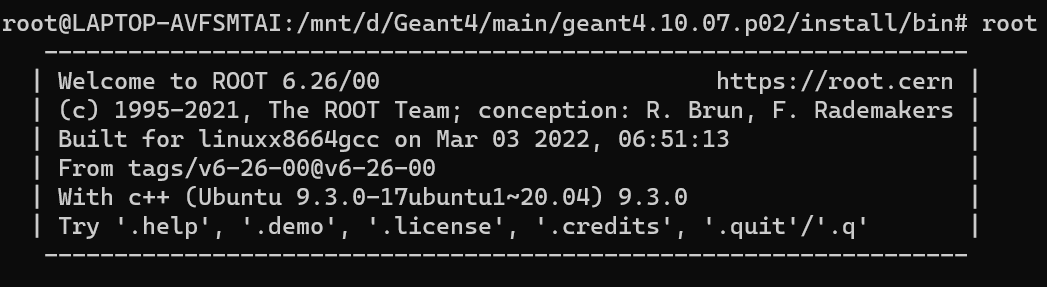 root@LAPTOP-AVFSMTAI:/mnt/d/Geant4/main/geant4.10.07.p02/install/bin# root
------------------------------------------------------------------
| Welcome to ROOT 6.26/00                        https://root.cern |
| (c) 1995-2021, The ROOT Team; conception: R. Brun, F. Rademakers |
| Built for linuxx8664gcc on Mar 03 2022, 06:51:13                 |
| From tags/v6-26-00@v6-26-00                                      |
| With c++ (Ubuntu 9.3.0-17ubuntu1~20.04) 9.3.0                    |
| Try '.help', '.demo', '.license', '.credits', '.quit'/'.q'       |
------------------------------------------------------------------